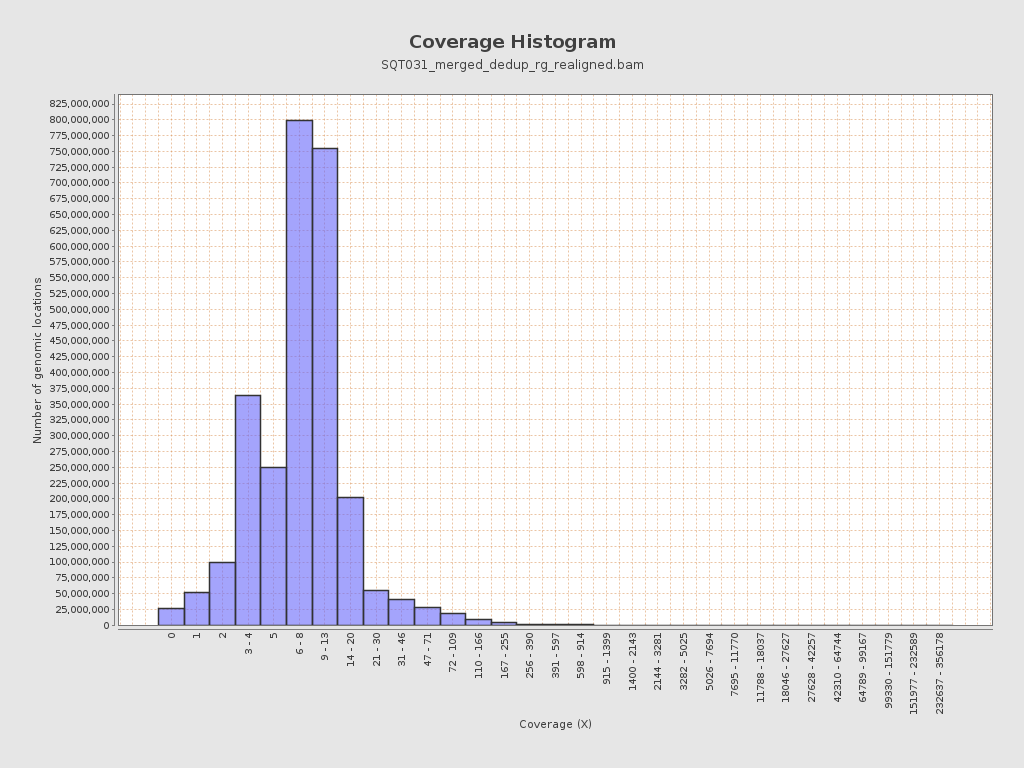 Coverage Histogram
SQT031_merged_dedup_rg_realigned.bam
825,000,000
800,000,000
775,000,000
750,000,000
725,000,000
700,000,000
675,000,000
650,000,000
625,000,000
600,000,000
575,000,000
550,000,000
525,000,000
500,000,000
475,000,000
450,000,000
425,000,000
400,000,000
375,000,000
350,000,000
325,000,000
300,000,000
275,000,000
250,000,000
225,000,000
200,000,000
175,000,000
150,000,000
125,000,000
100,000,000
75,000,000
50,000,000
25,000,000
0
Number of genomic locations
0
1
2
3 - 4
5
6 - 8
9 - 13
14 - 20
21 - 30
31 - 46
47 - 71
72 - 109
110 - 166
167 - 255
256 - 390
391 - 597
598 - 914
915 - 1399
1400 - 2143
2144 - 3281
3282 - 5025
5026 - 7694
7695 - 11770
11788 - 18037
18046 - 27627
27628 - 42257
42310 - 64744
64789 - 99167
99330 - 151779
151977 - 232589
232637 - 356178
Coverage (X)